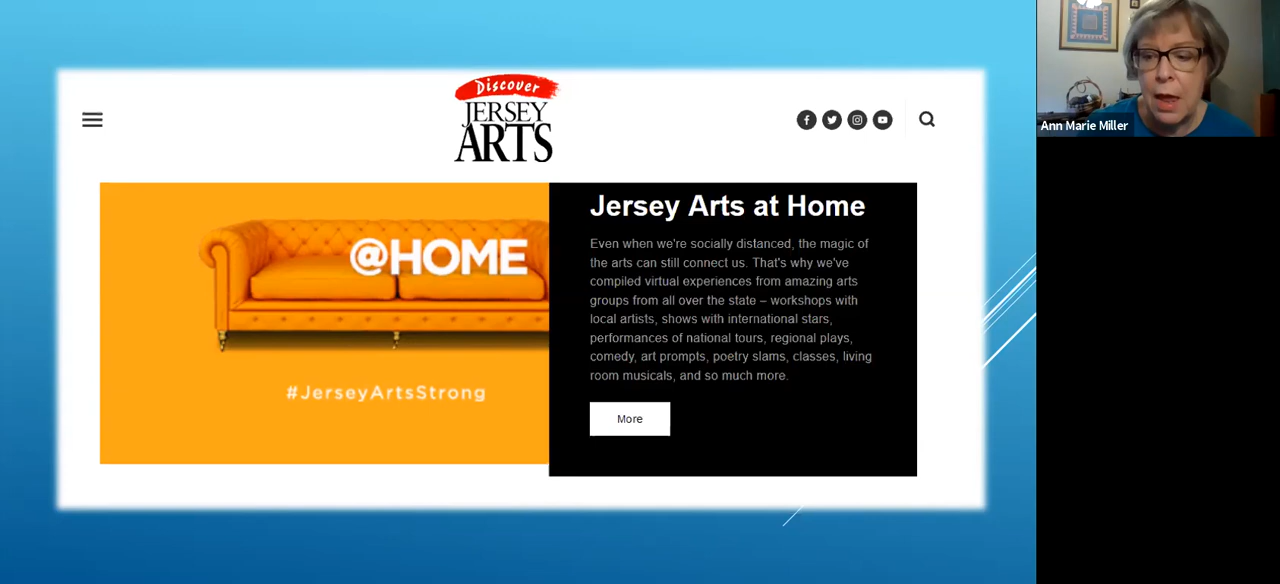 Discover
JERSEY
ARTS
@HOME
#JerseyArtsStrong
Jersey Arts at Home
Even when we're socially distanced, the magic of
the arts can still connect us. That's why we've
compiled virtual experiences from amazing arts
groups from all over the state – workshops with
local artists, shows with international stars,
performances of national tours, regional plays,
comedy, art prompts, poetry slams, classes, living
room musicals, and so much more.
More
Ann Marie Miller